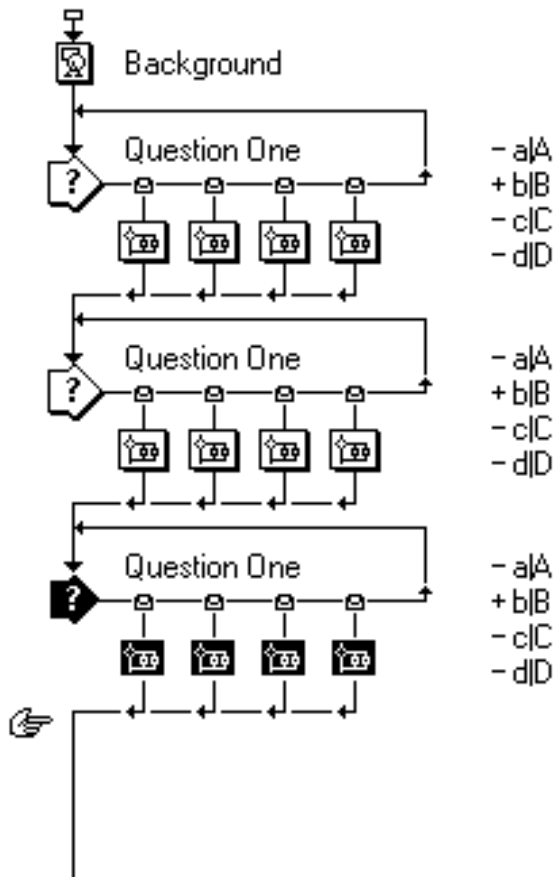 Background
Question One
- a|A
+ b|B
- c|C
- d|D
?
Question One
- a|A
+ b|B
- c|C
- d|D
?
Question One
- a|A
+ b|B
- c|C
- d|D
?